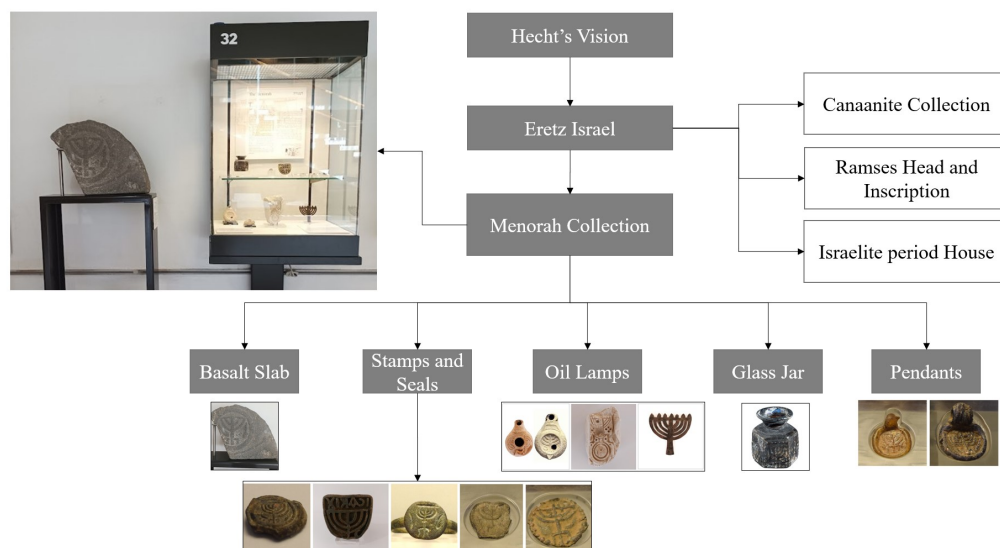 32
Hecht's Vision
Eretz Israel
Canaanite Collection
Ramses Head and
Inscription
Menorah Collection
Israelite period House
Basalt Slab
Stamps and
Seals
Oil Lamps
Glass Jar
Pendants